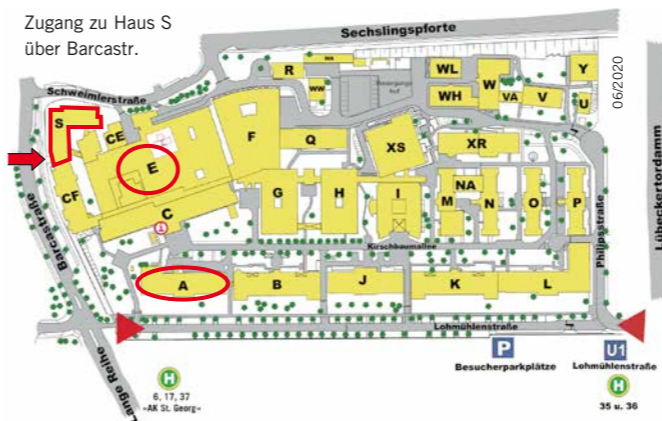 Zugang zu Haus S
über Barcastr.
Sechslingspforte
06/2020
Schweimlerstraße
R
WW
WL
WH
W
VA
V
Y
U
S
CE
E
F
Q
XS
XR
CF
C
G
H
I
M
NA
N
O
P
Barcastraße
Kirschbaumallee
Philipsstraße
Lübeckertordamm
A
B
J
K
L
Lohmühlenstraße
Lange Reihe
H
6, 17, 37
»AK St. Georg«
P
Besucherparkplätze
U1
Lohmühlenstraße
H
35 u. 36